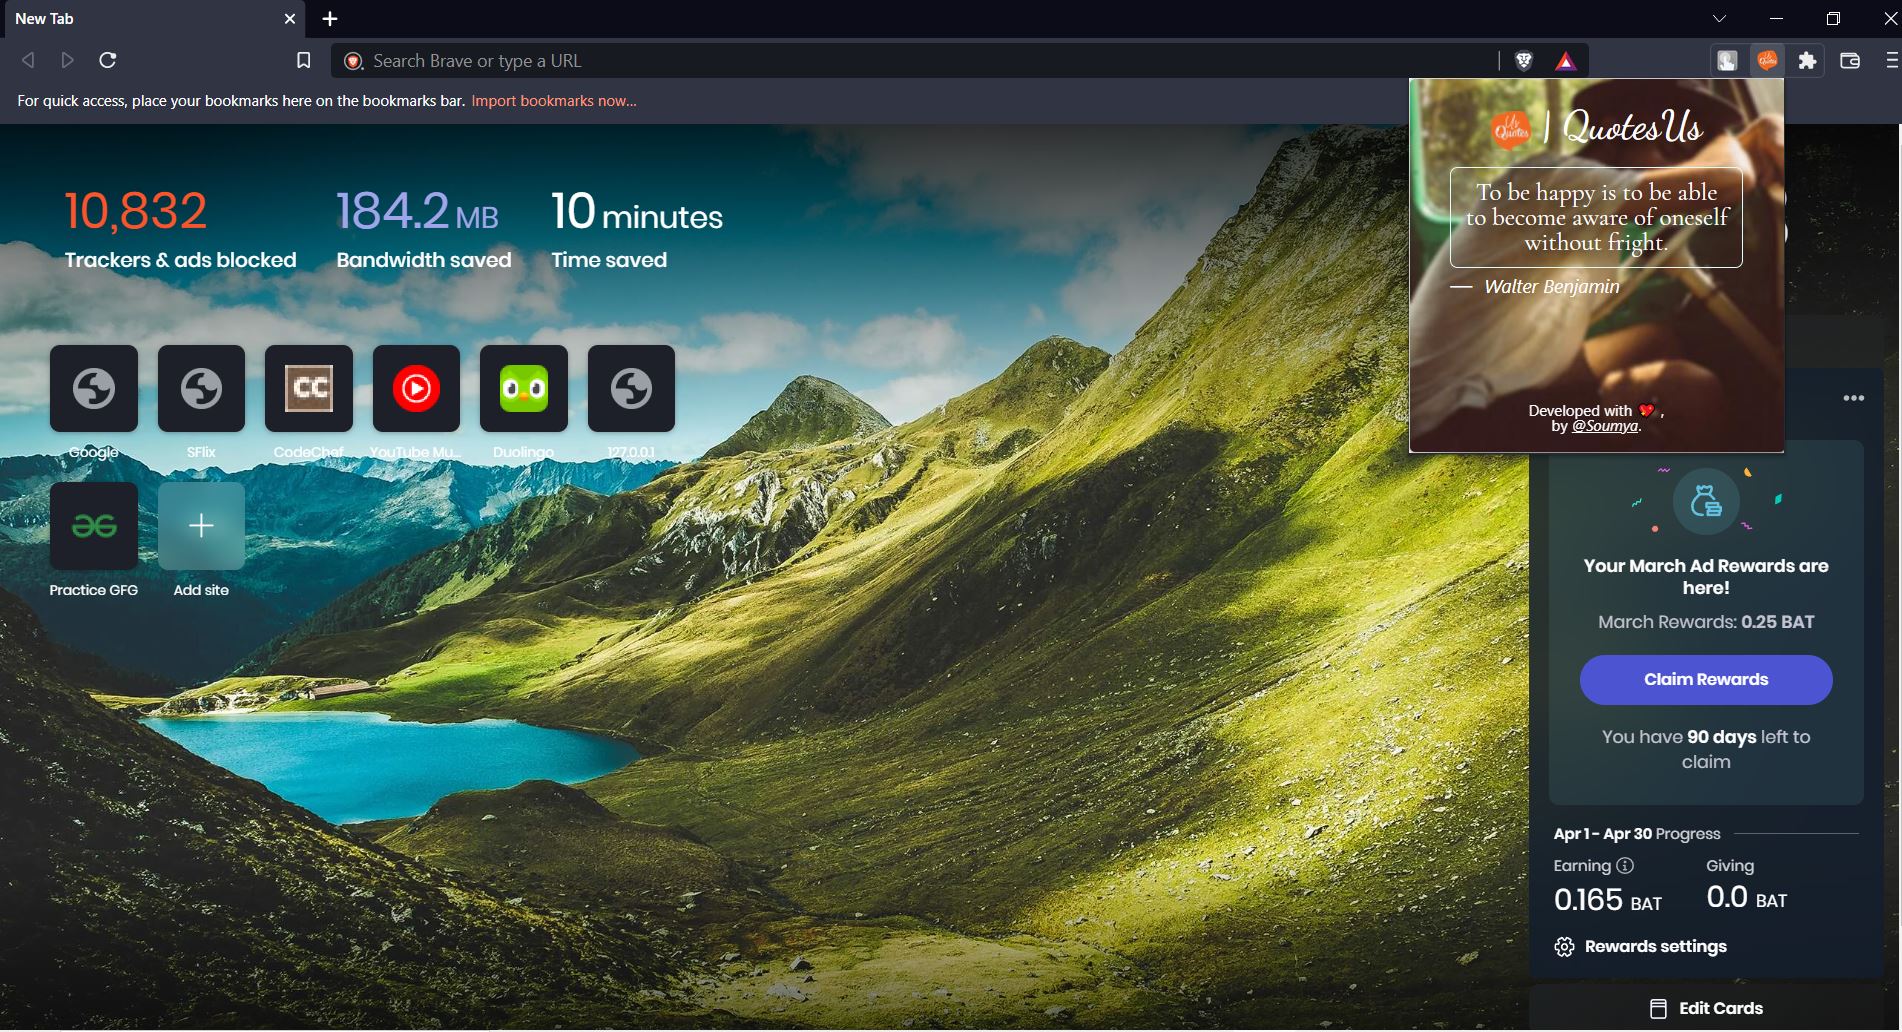 New Tab
Search Brave or type a URL
For quick access, place your bookmarks here on the bookmarks bar. Import bookmarks now...
Us Quotes | QuotesUs
To be happy is to be able
to become aware of oneself
without fright.
— Walter Benjamin
Developed with ,
by @Soumya.
10,832
Trackers & ads blocked
184.2 MB
Bandwidth saved
10 minutes
Time saved
CC
Google
SFlix
CodeChef
YouTube Mu...
Duolingo
127.0.0.1
Practice GFG
Add site
Your March Ad Rewards are
here!
March Rewards: 0.25 BAT
Claim Rewards
You have 90 days left to
claim
Apr 1 - Apr 30 Progress
Earning
Giving
0.165 BAT
0.0 BAT
Rewards settings
Edit Cards